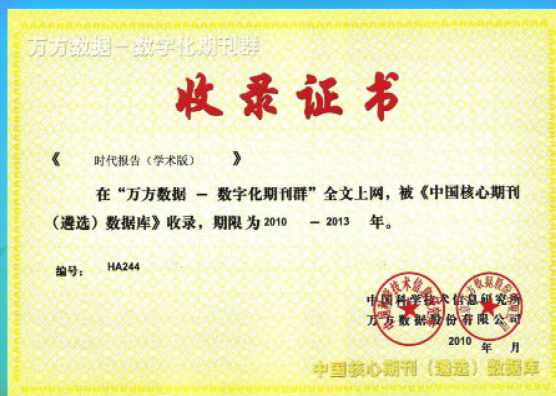 万方数据－数字化期刊群
收录证书
《 时代报告（学术版） 》
在“万方数据 － 数字化期刊群”全文上网，被《中国核心期刊
（遴选）数据库》收录，期限为 2010 － 2013 年。
编号： HA244
中国科学技术信息研究所
万方数据股份有限公司
2010 年 月
中国核心期刊（遴选）数据库